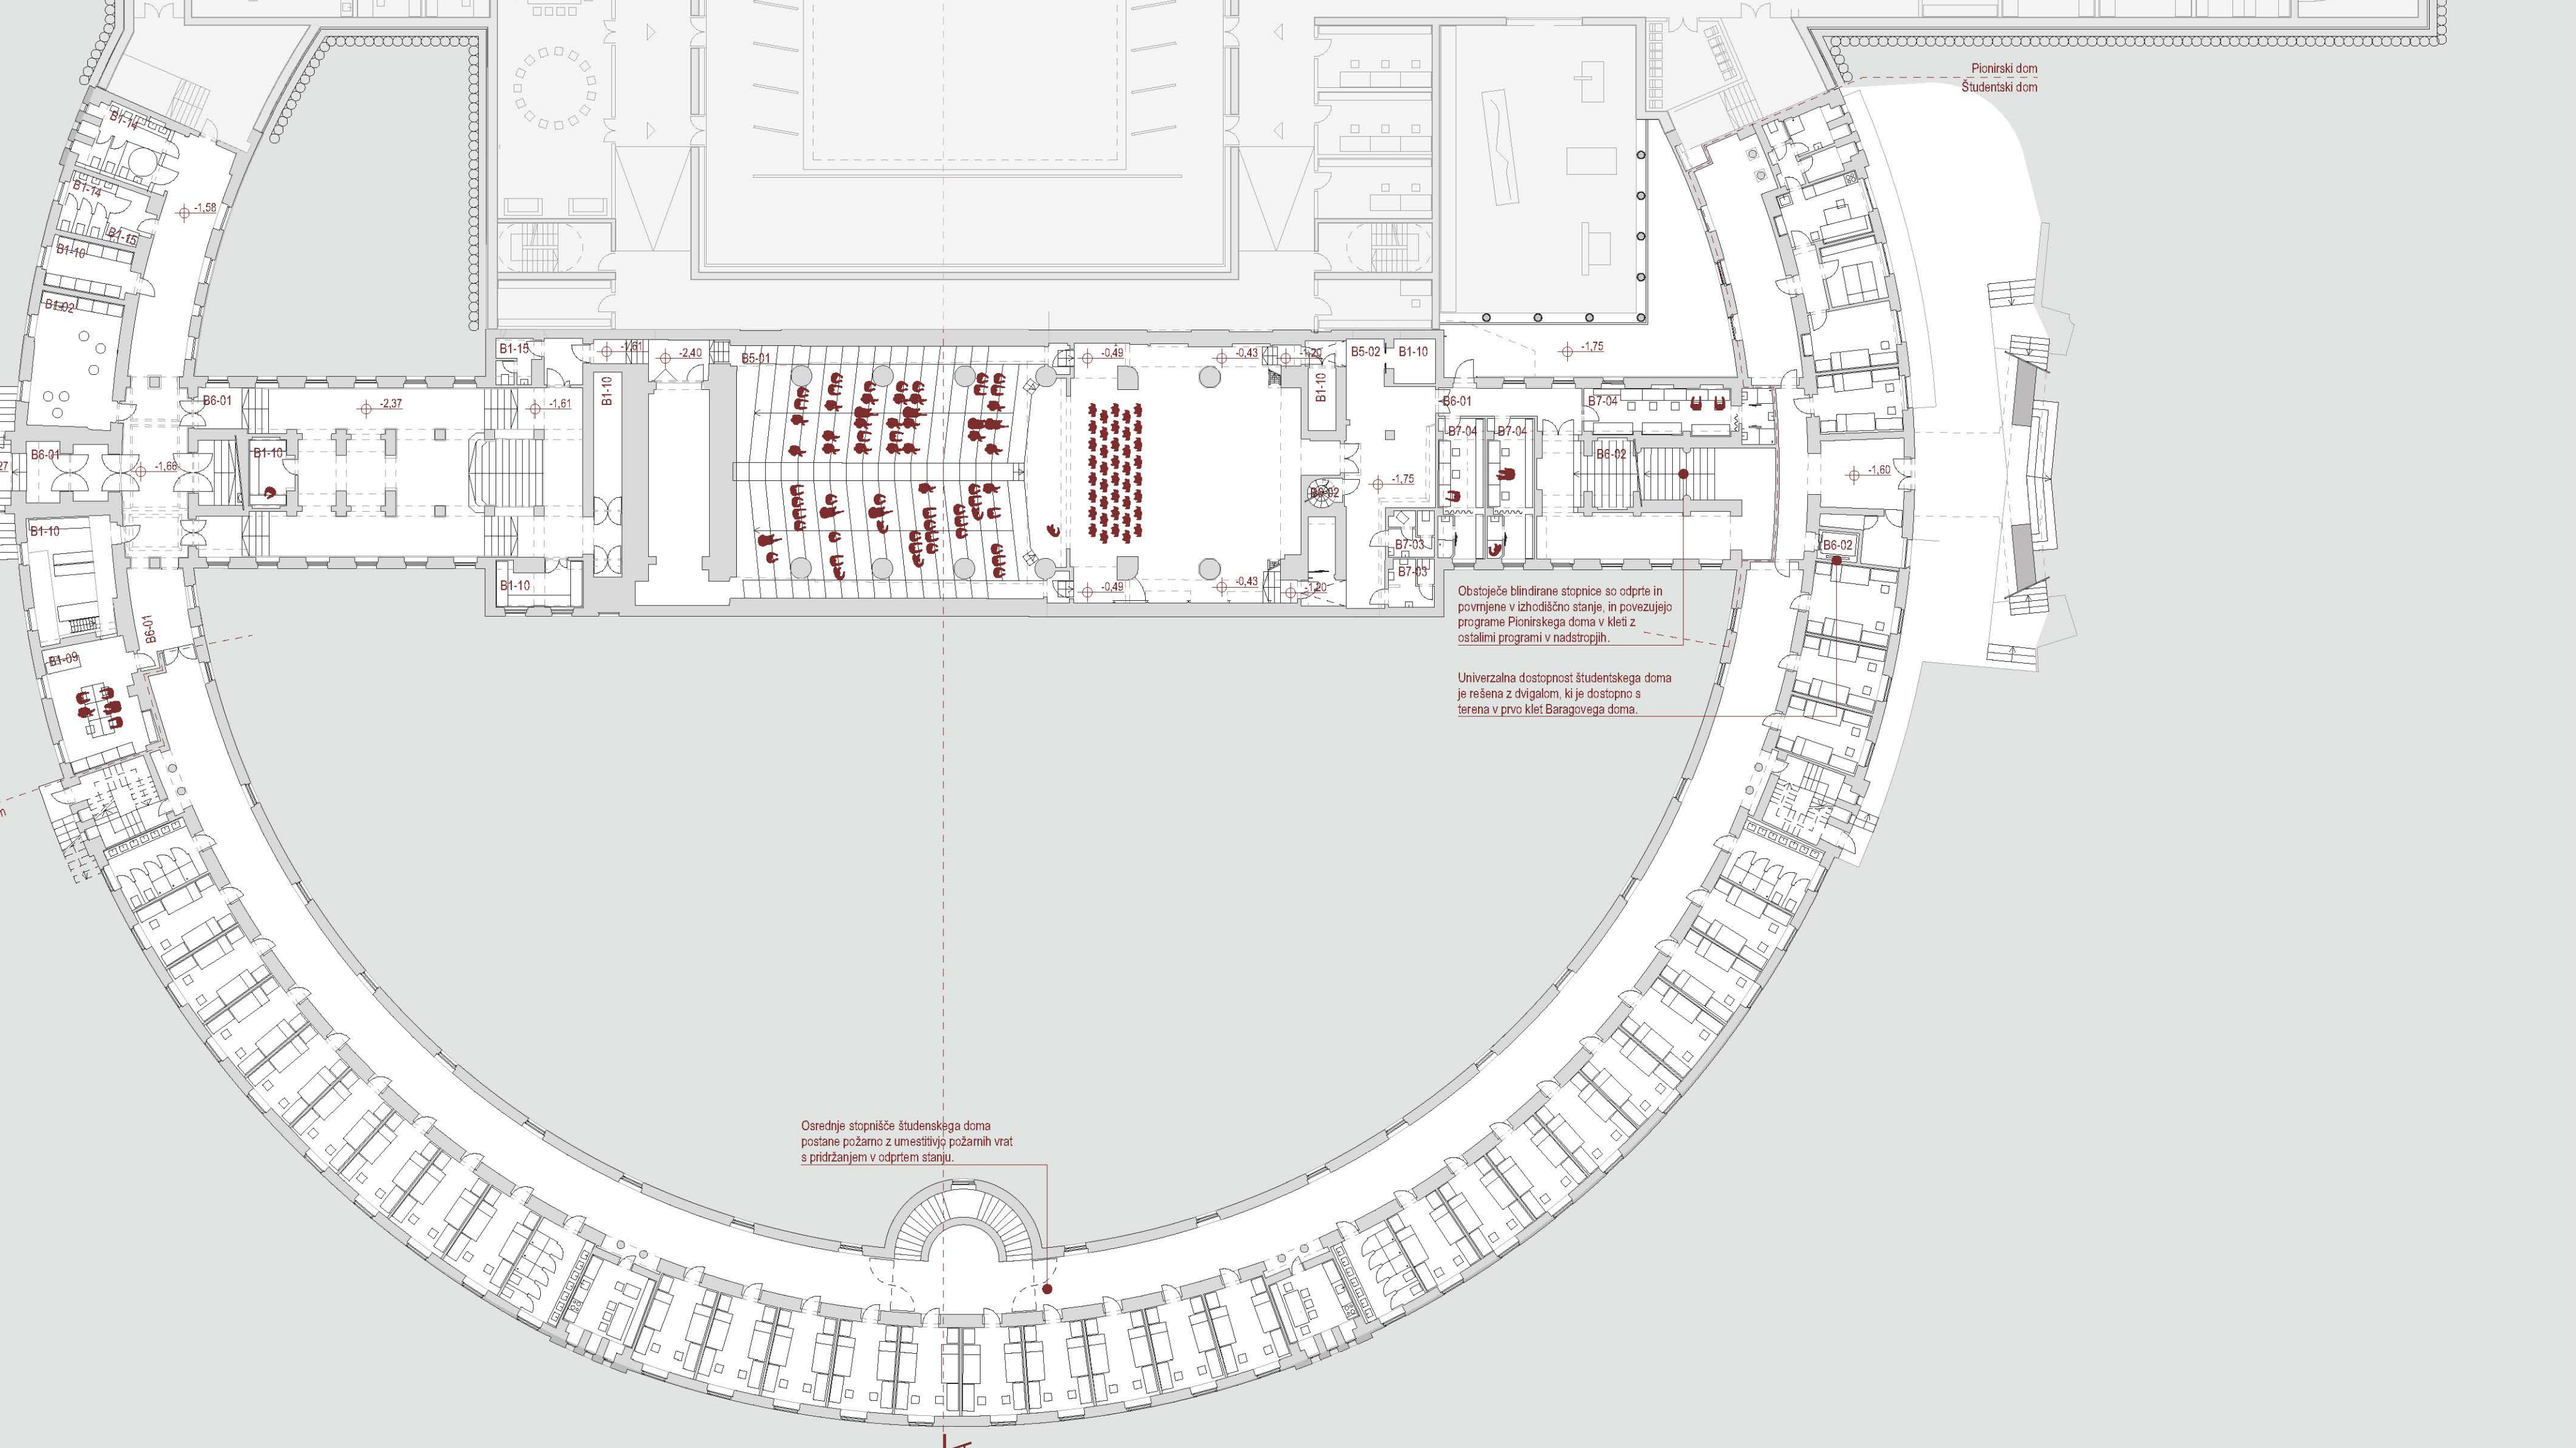 Pionirski dom
Študentski dom
B1-14
B1-14
B1-15
B1-10
B1-02
-1,58
B1-15
-1,61
-2,40
B5-01
-0,49
-0,43
-1,20
B5-02
B1-10
-1,75
B6-01
-2,37
-1,61
B1-10
B1-10
B6-01
B7-04
B7-04
B7-04
B6-01
-1,66
B1-10
B6-02
-1,60
-1,75
B1-10
B7-03
B7-03
B6-02
B1-10
-0,49
-0,43
-1,20
B6-01
B1-09
Obstoječe blindirane stopnice so odprte in
povrnjene v izhodiščno stanje, in povezujejo
programe Pionirskega doma v kleti z
ostalimi programi v nadstropjih.
Univerzalna dostopnost študentskega doma
je rešena z dvigalom, ki je dostopno s
terena v prvo klet Baragovega doma.
Osrednje stopnišče študenskega doma
postane požarno z umestitivjo požarnih vrat
s pridržanjem v odprtem stanju.